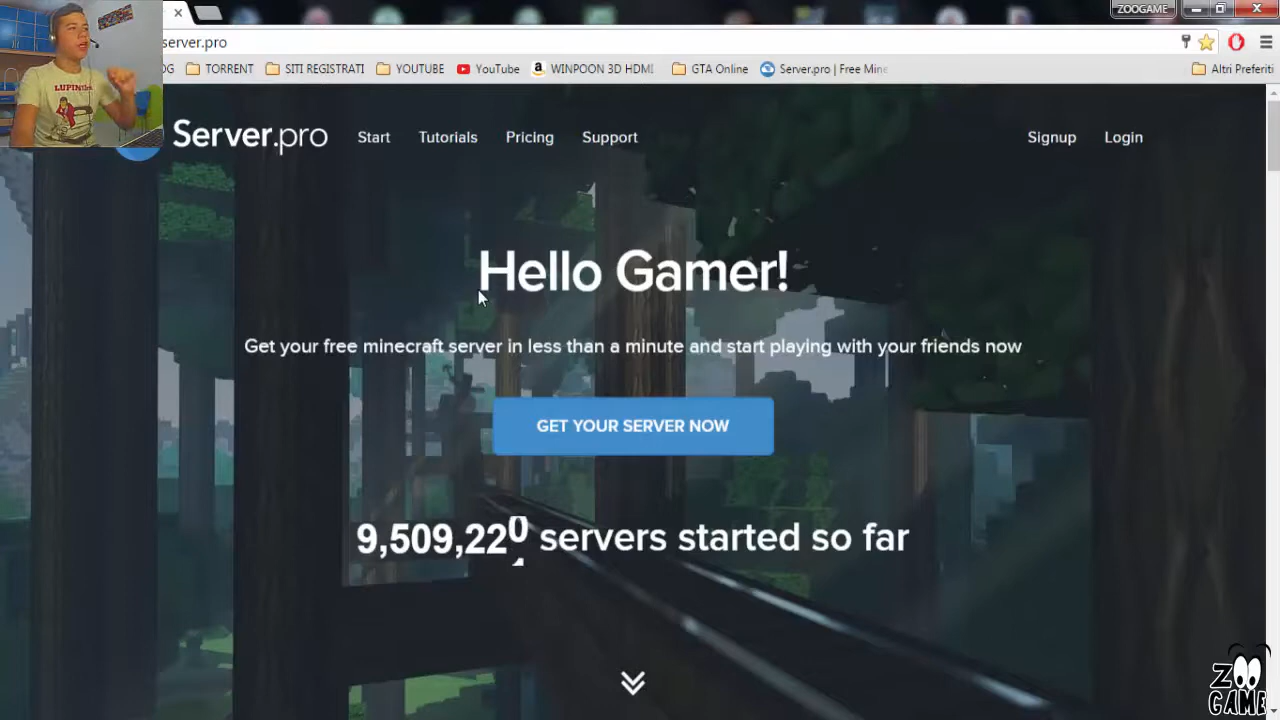 ZOOGAME
server.pro
OG TORRENT SITI REGISTRATI YOUTUBE YouTube WINPOON 3D HDMI GTA Online Server.pro | Free Mine Altri Preferiti
LUPIN
Server.pro Start Tutorials Pricing Support Signup Login
Hello Gamer!
Get your free minecraft server in less than a minute and start playing with your friends now
GET YOUR SERVER NOW
9,509,220 servers started so far
ZOO
GAME